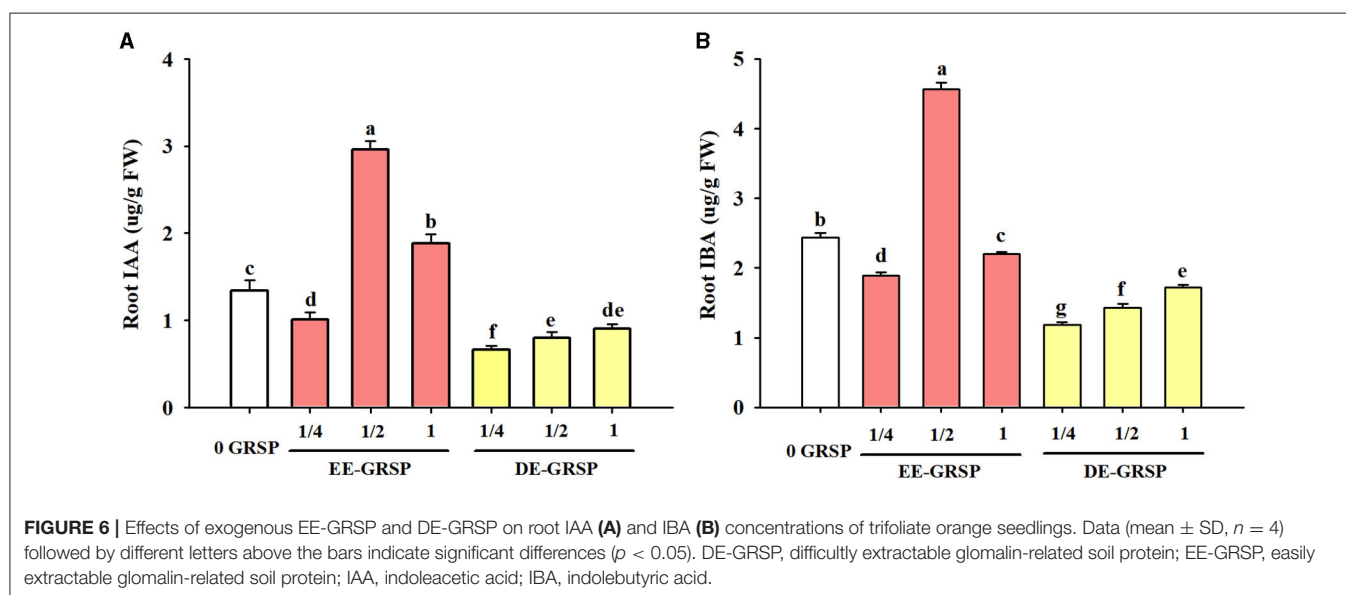 A
4
3
2
1
0
Root IAA (ug/g FW)
c
d
a
b
f
e
de
0 GRSP
1/4
1/2
1
1/4
1/2
1
EE-GRSP
DE-GRSP
B
5
4
3
2
1
0
Root IBA (ug/g FW)
b
d
a
c
g
f
e
0 GRSP
1/4
1/2
1
1/4
1/2
1
EE-GRSP
DE-GRSP
FIGURE 6 | Effects of exogenous EE-GRSP and DE-GRSP on root IAA (A) and IBA (B) concentrations of trifoliate orange seedlings. Data (mean ± SD, n = 4)
followed by different letters above the bars indicate significant differences (p < 0.05). DE-GRSP, difficultly extractable glomalin-related soil protein; EE-GRSP, easily
extractable glomalin-related soil protein; IAA, indoleacetic acid; IBA, indolebutyric acid.